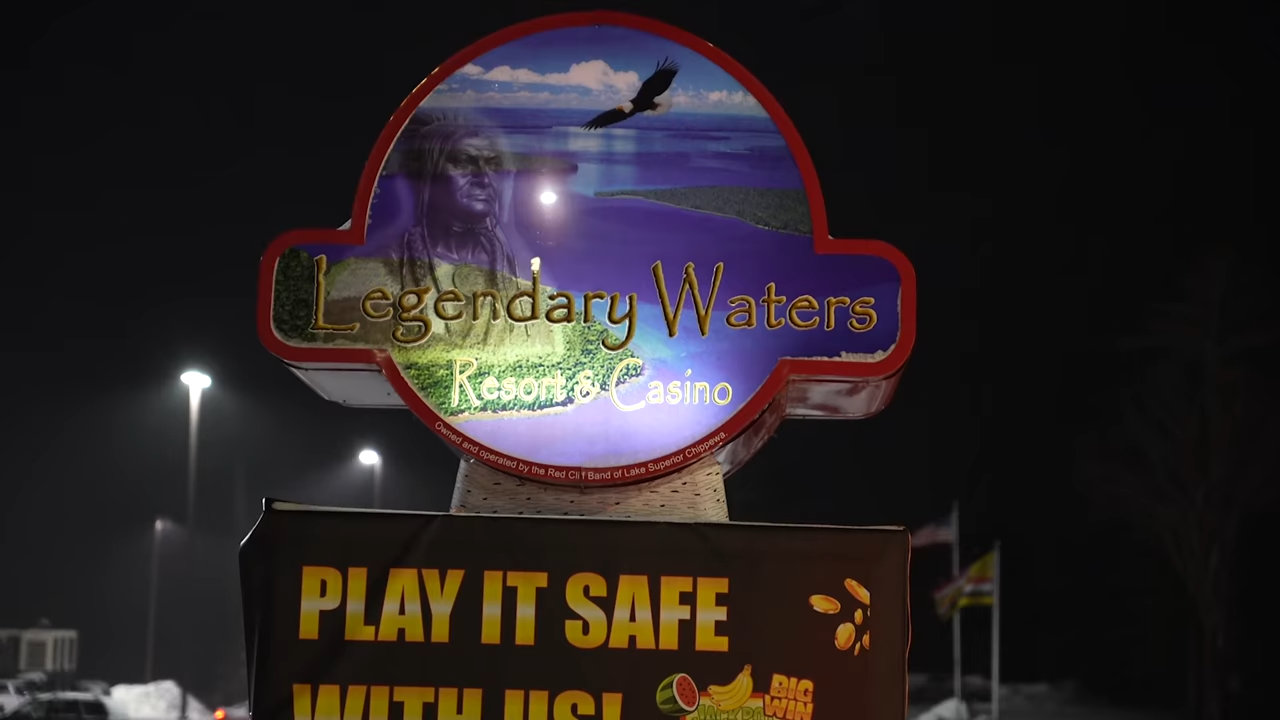 Legendary Waters
Resort & Casino
Owned and operated by the Red Cliff Band of Lake Superior Chippewa.
PLAY IT SAFE
WITH US!
JACKPOT
BIG
WIN